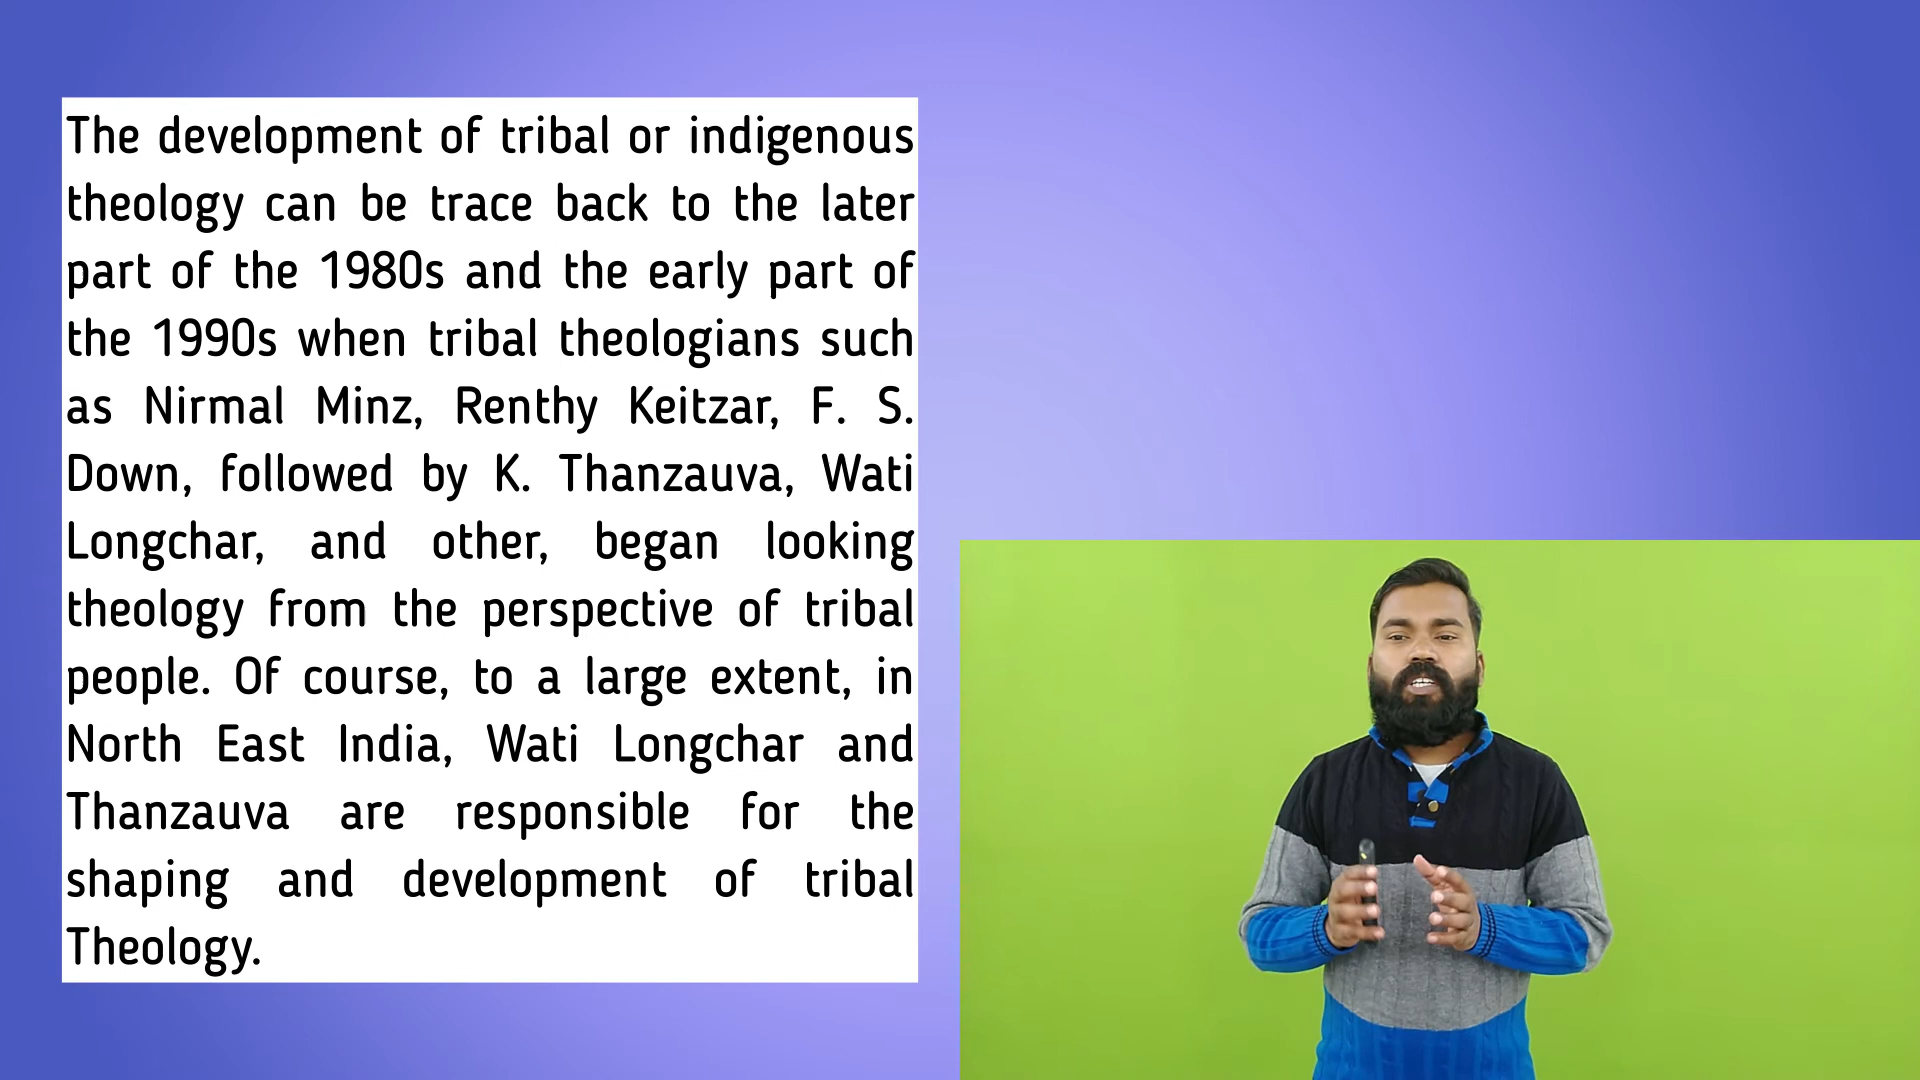 The development of tribal or indigenous
theology can be trace back to the later
part of the 1980s and the early part of
the 1990s when tribal theologians such
as Nirmal Minz, Renthy Keitzar, F. S.
Down, followed by K. Thanzauva, Wati
Longchar, and other, began looking
theology from the perspective of tribal
people. Of course, to a large extent, in
North East India, Wati Longchar and
Thanzauva are responsible for the
shaping and development of tribal
Theology.